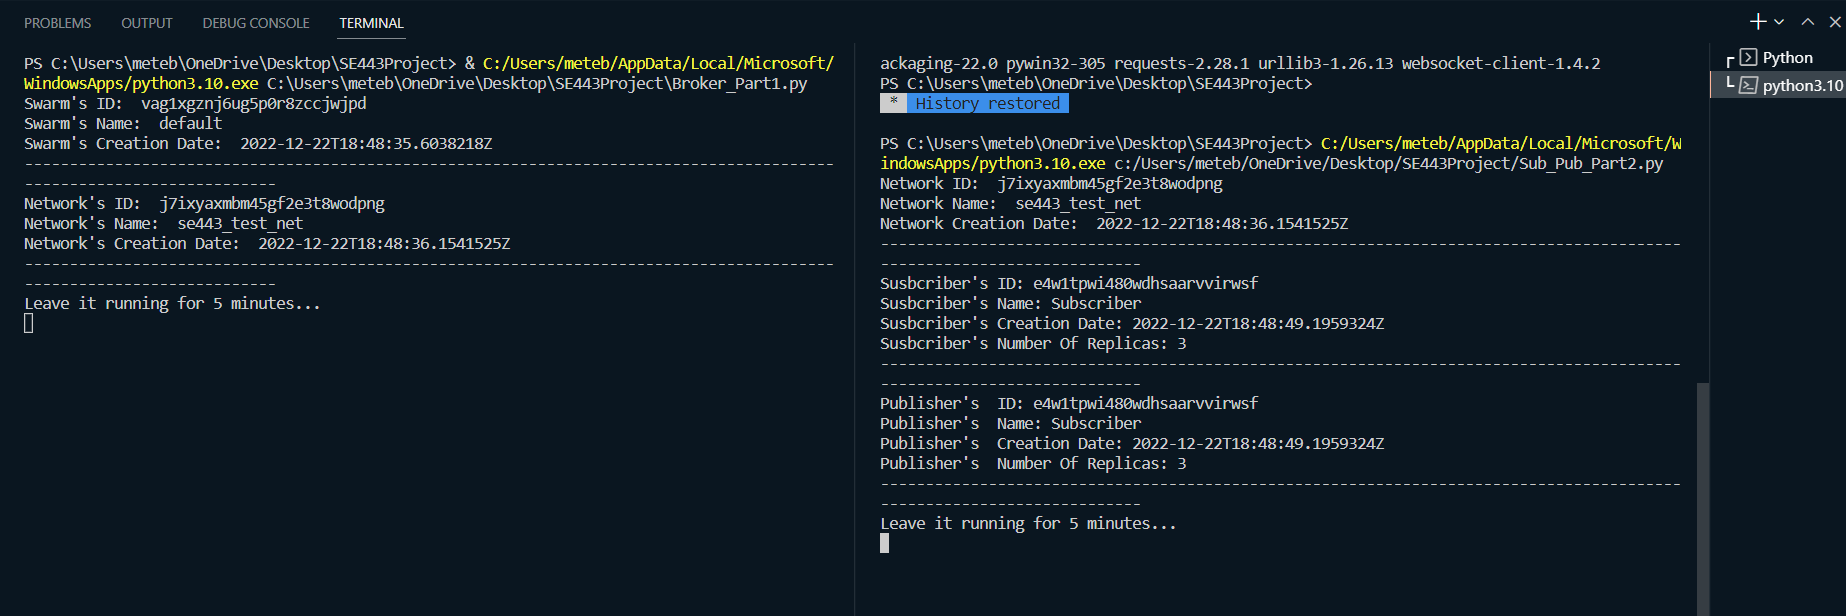 PROBLEMS OUTPUT DEBUG CONSOLE TERMINAL
PS C:\Users\meteb\OneDrive\Desktop\SE443Project> & C:/Users/meteb/AppData/Local/Microsoft/
WindowsApps/python3.10.exe C:\Users\meteb\OneDrive\Desktop\SE443Project\Broker_Part1.py
Swarm's ID:  vag1xgznj6ug5p0r8zccjwjpd
Swarm's Name:  default
Swarm's Creation Date:  2022-12-22T18:48:35.6038218Z
------------------------------------------------------------------------------------------
----------------------------
Network's ID:  j7ixyaxmbm45gf2e3t8wodpng
Network's Name:  se443_test_net
Network's Creation Date:  2022-12-22T18:48:36.1541525Z
------------------------------------------------------------------------------------------
----------------------------
Leave it running for 5 minutes...
ackaging-22.0 pywin32-305 requests-2.28.1 urllib3-1.26.13 websocket-client-1.4.2
PS C:\Users\meteb\OneDrive\Desktop\SE443Project>
* History restored
PS C:\Users\meteb\OneDrive\Desktop\SE443Project> C:/Users/meteb/AppData/Local/Microsoft/W
indowsApps/python3.10.exe c:/Users/meteb/OneDrive/Desktop/SE443Project/Sub_Pub_Part2.py
Network ID:  j7ixyaxmbm45gf2e3t8wodpng
Network Name:  se443_test_net
Network Creation Date:  2022-12-22T18:48:36.1541525Z
-----------------------------------------------------------------------------------------
-----------------------------
Susbcriber's ID: e4w1tpwi480wdhsaarvvirwsf
Susbcriber's Name: Subscriber
Susbcriber's Creation Date: 2022-12-22T18:48:49.1959324Z
Susbcriber's Number Of Replicas: 3
-----------------------------------------------------------------------------------------
-----------------------------
Publisher's  ID: e4w1tpwi480wdhsaarvvirwsf
Publisher's  Name: Subscriber
Publisher's  Creation Date: 2022-12-22T18:48:49.1959324Z
Publisher's  Number Of Replicas: 3
-----------------------------------------------------------------------------------------
-----------------------------
Leave it running for 5 minutes...
Python
python3.10